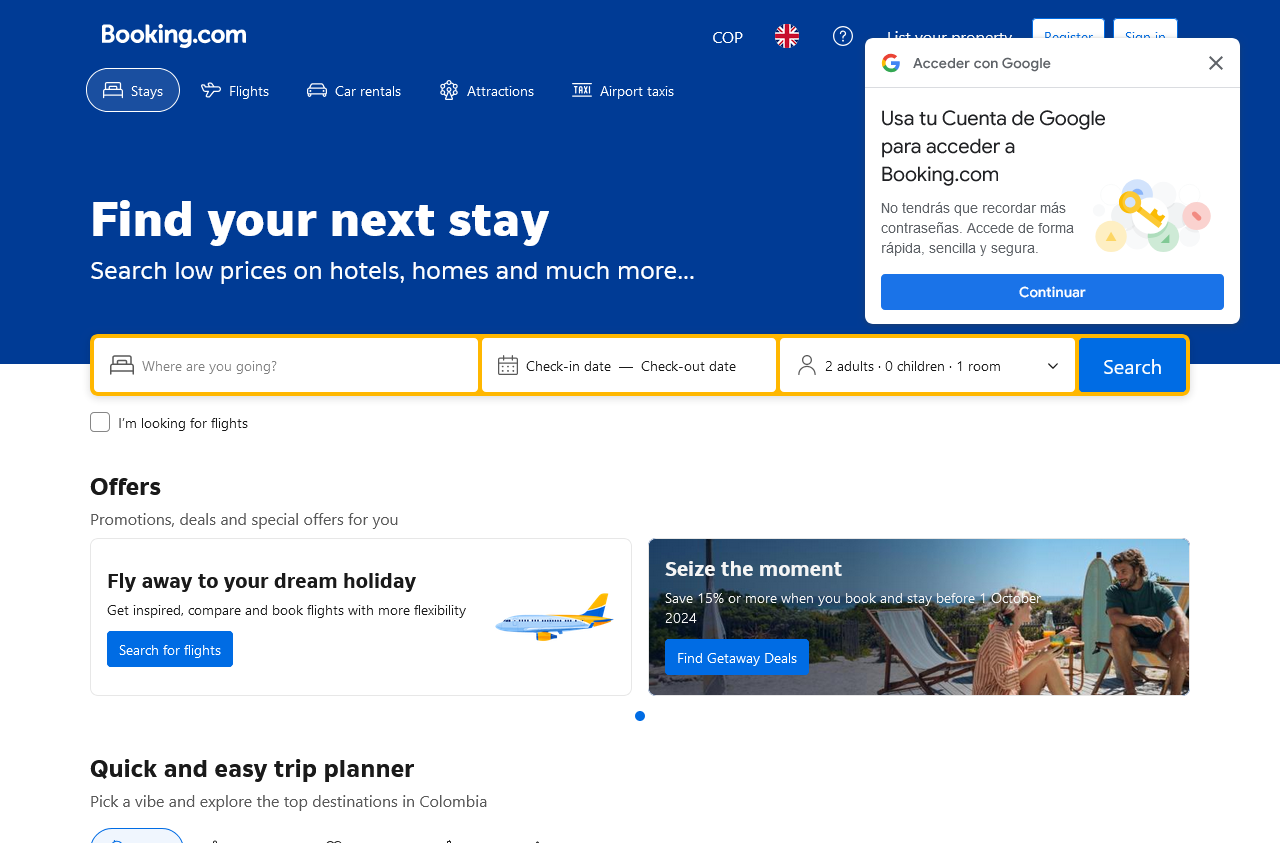 Booking.com
COP
List your property
Register
Sign in
Stays
Flights
Car rentals
Attractions
TAXI
Airport taxis
Acceder con Google
Usa tu Cuenta de Google
para acceder a
Booking.com
No tendrás que recordar más
contraseñas. Accede de forma
rápida, sencilla y segura.
Continuar
Find your next stay
Search low prices on hotels, homes and much more...
Where are you going?
Check-in date — Check-out date
2 adults · 0 children · 1 room
Search
I'm looking for flights
Offers
Promotions, deals and special offers for you
Fly away to your dream holiday
Get inspired, compare and book flights with more flexibility
Search for flights
Seize the moment
Save 15% or more when you book and stay before 1 October
2024
Find Getaway Deals
Quick and easy trip planner
Pick a vibe and explore the top destinations in Colombia